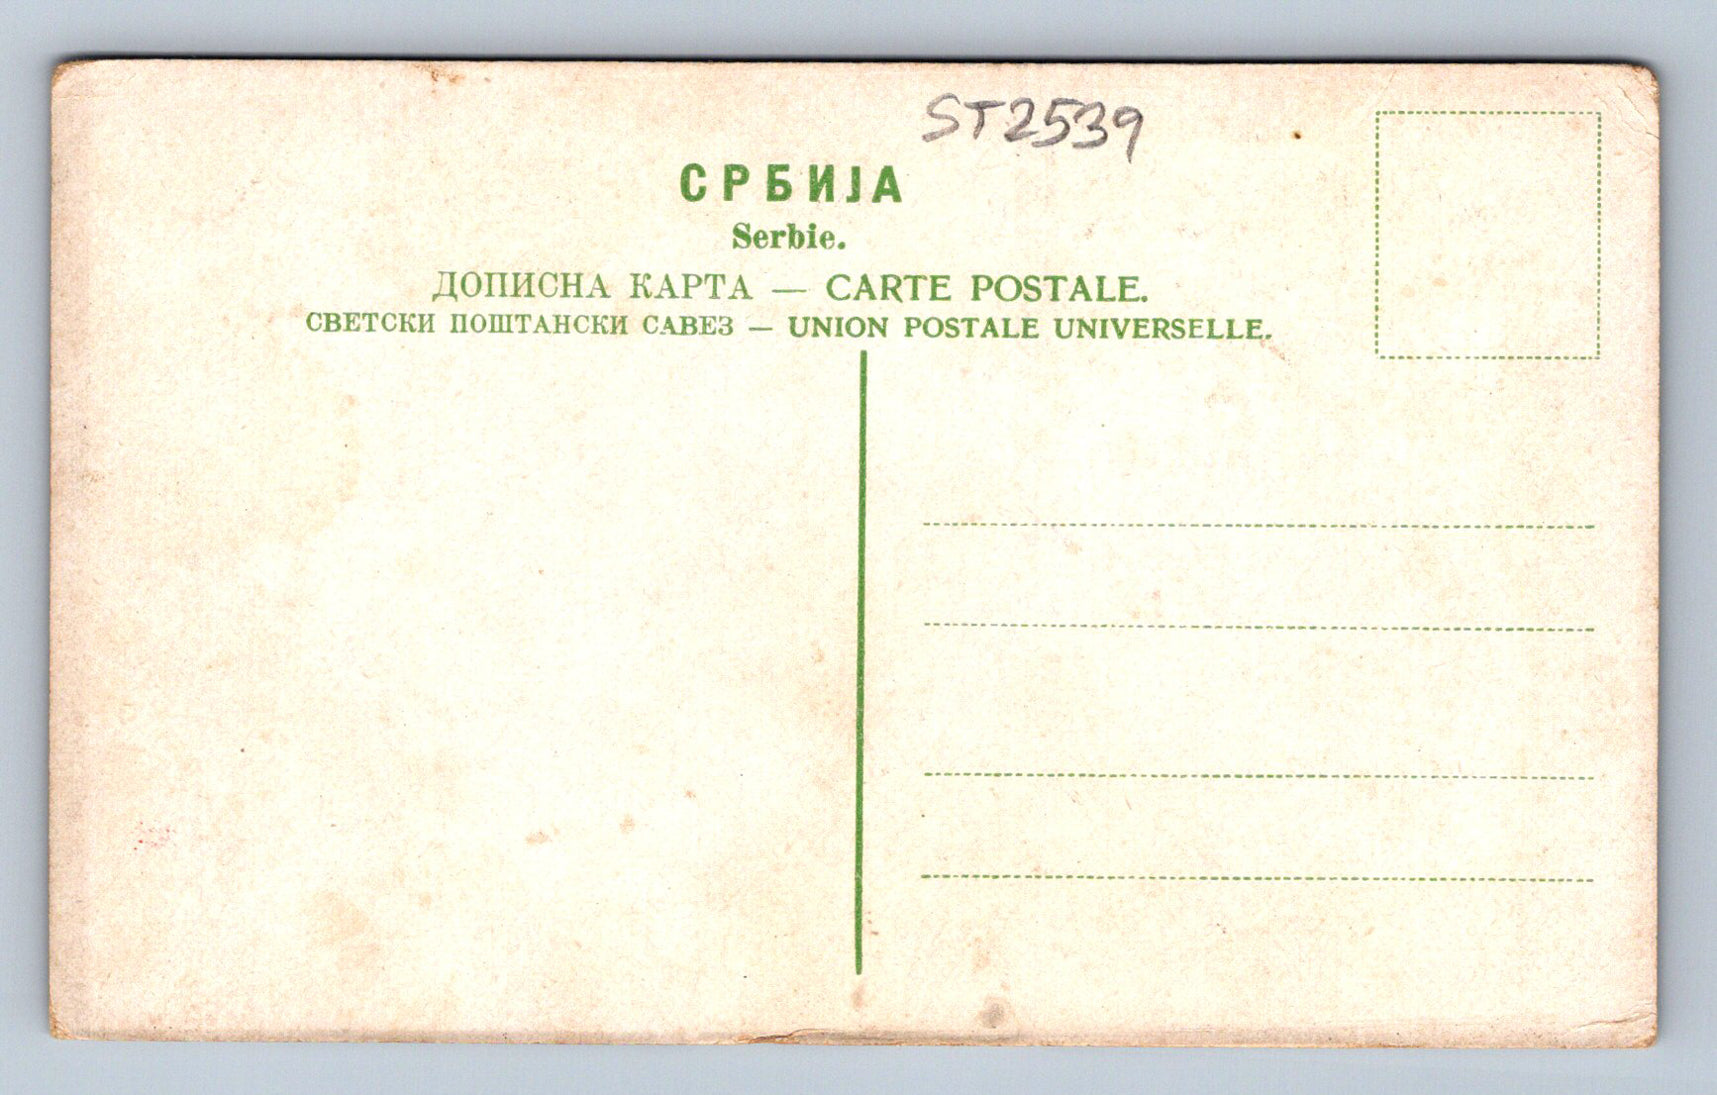 ST2539
СРБИЈА
Serbie.
ДОПИСНА КАРТА — CARTE POSTALE.
СВЕТСКИ ПОШТАНСКИ САВЕЗ — UNION POSTALE UNIVERSELLE.